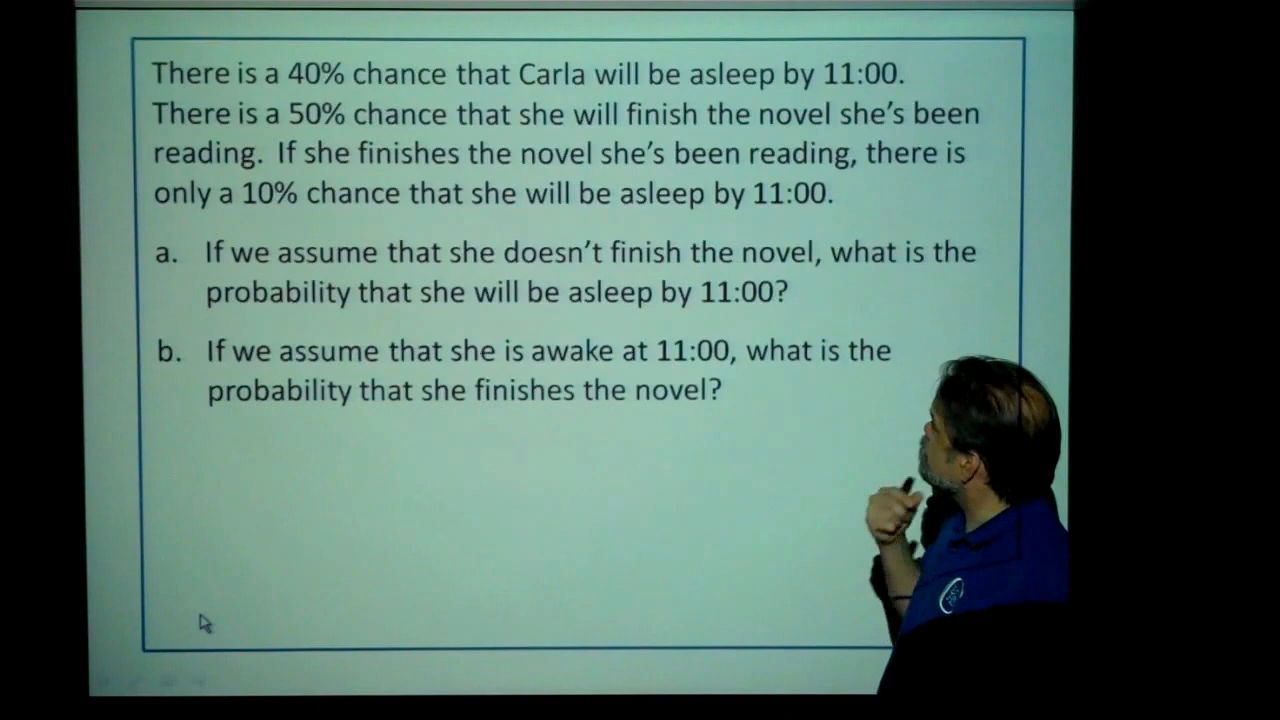 There is a 40% chance that Carla will be asleep by 11:00.
There is a 50% chance that she will finish the novel she’s been
reading. If she finishes the novel she’s been reading, there is
only a 10% chance that she will be asleep by 11:00.
a. If we assume that she doesn’t finish the novel, what is the
probability that she will be asleep by 11:00?
b. If we assume that she is awake at 11:00, what is the
probability that she finishes the novel?